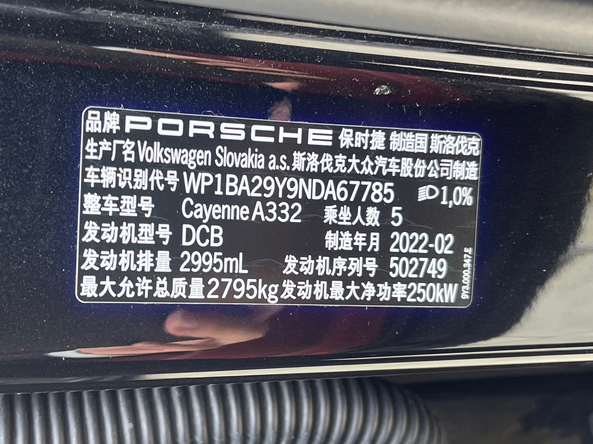 品牌 PORSCHE 保时捷 制造国 斯洛伐克
生产厂名 Volkswagen Slovakia a.s. 斯洛伐克大众汽车股份公司制造
车辆识别代号 WP1BA29Y9NDA67785 1,0%
整车型号 Cayenne A332 乘坐人数 5
发动机型号 DCB 制造年月 2022-02
发动机排量 2995mL 发动机序列号 502749
最大允许总质量 2795kg 发动机最大净功率 250kW
9Y3.000.347.E